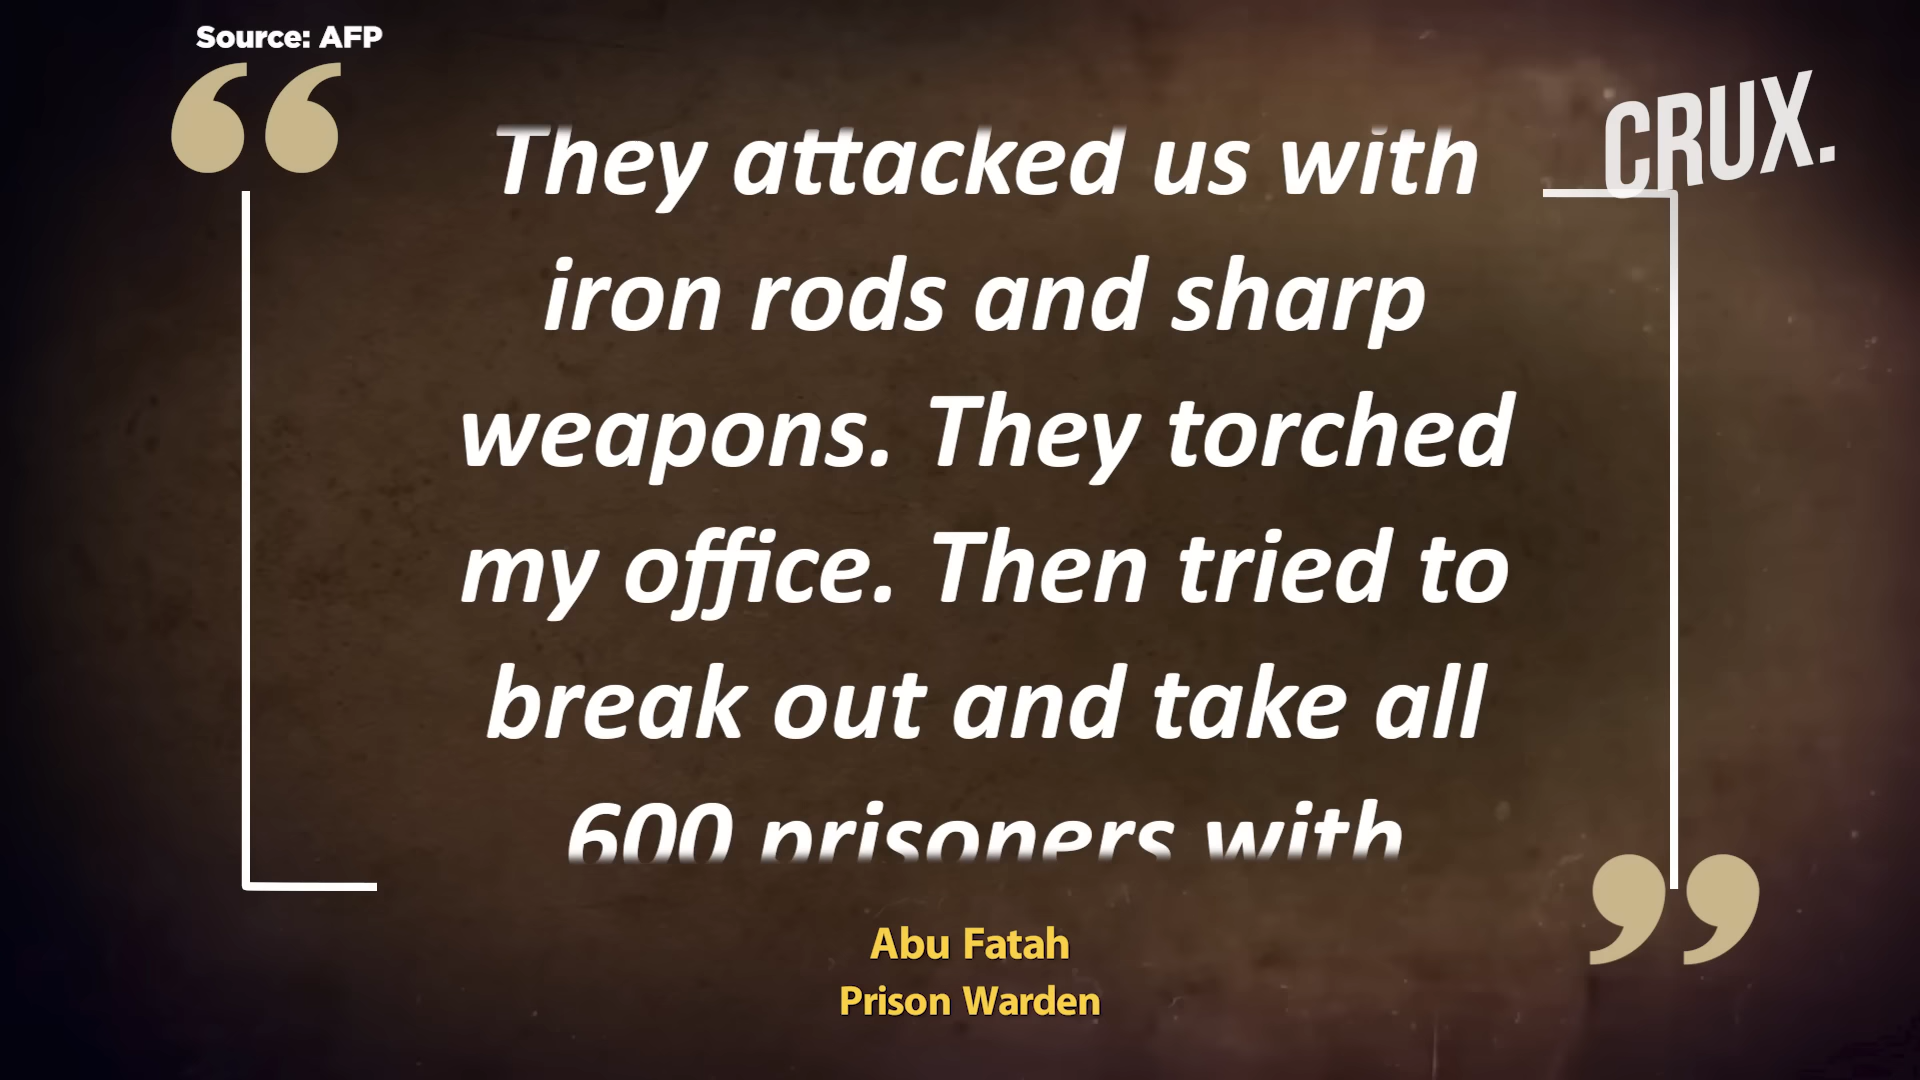 Source: AFP
CRUX.
They attacked us with
iron rods and sharp
weapons. They torched
my office. Then tried to
break out and take all
600 prisoners with
Abu Fatah
Prison Warden